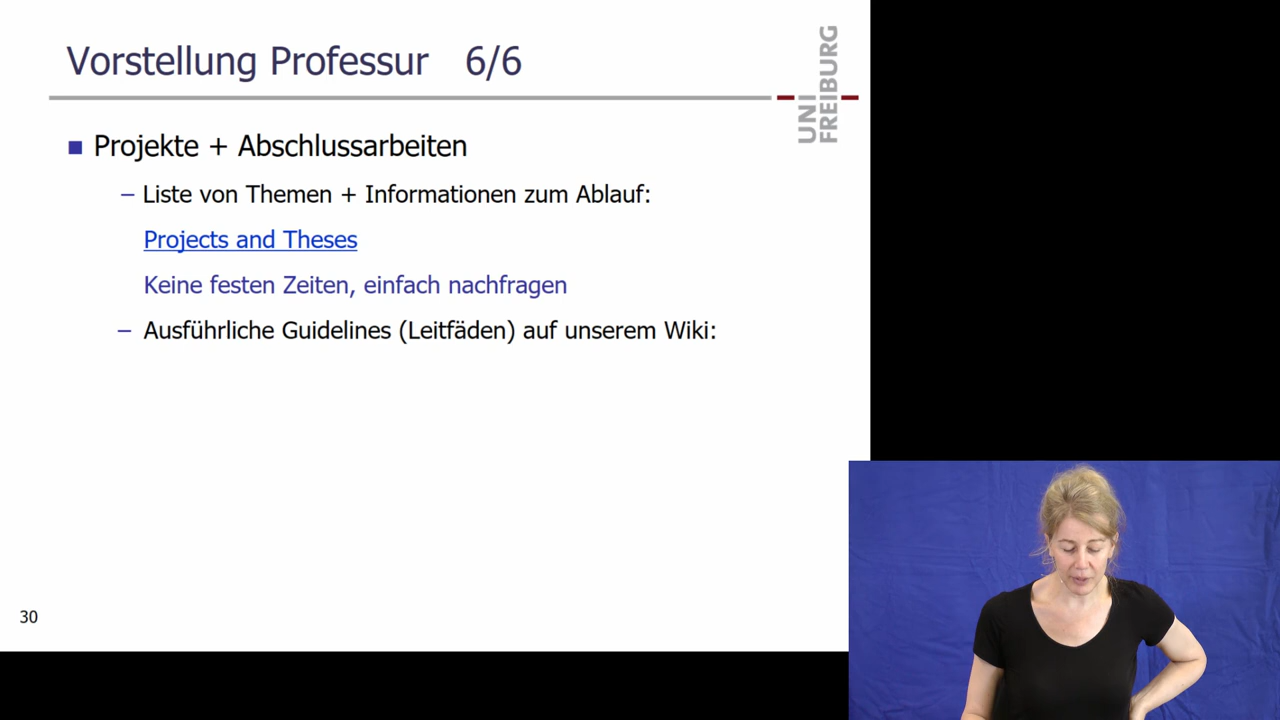 Vorstellung Professur 6/6
UNI
FREIBURG
Projekte + Abschlussarbeiten
– Liste von Themen + Informationen zum Ablauf:
Projects and Theses
Keine festen Zeiten, einfach nachfragen
– Ausführliche Guidelines (Leitfäden) auf unserem Wiki:
30